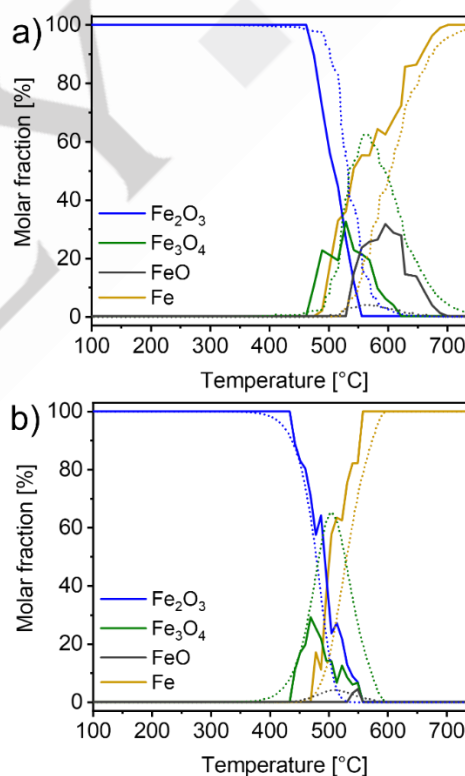 a)
100
80
60
40
20
0
Molar fraction [%]
Fe₂O₃
Fe₃O₄
FeO
Fe
100 200 300 400 500 600 700
Temperature [°C]
b)
100
80
60
40
20
0
Molar fraction [%]
Fe₂O₃
Fe₃O₄
FeO
Fe
100 200 300 400 500 600 700
Temperature [°C]